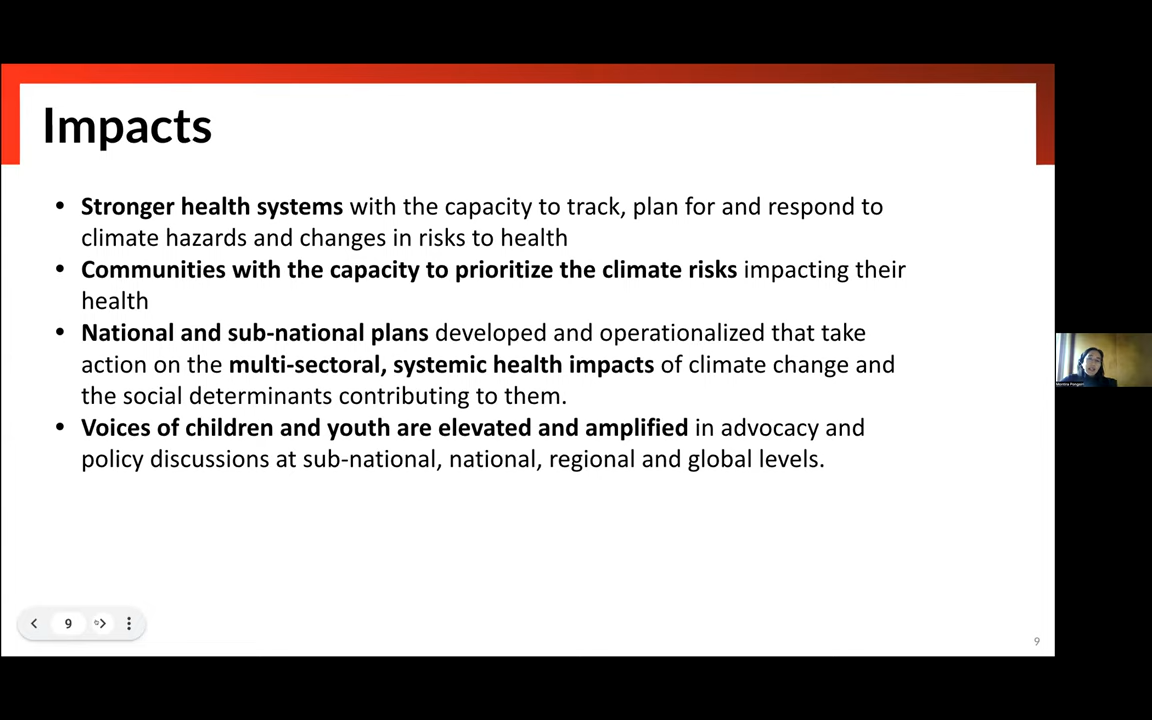 Impacts
• Stronger health systems with the capacity to track, plan for and respond to
climate hazards and changes in risks to health
• Communities with the capacity to prioritize the climate risks impacting their
health
• National and sub-national plans developed and operationalized that take
action on the multi-sectoral, systemic health impacts of climate change and
the social determinants contributing to them.
• Voices of children and youth are elevated and amplified in advocacy and
policy discussions at sub-national, national, regional and global levels.
9
9